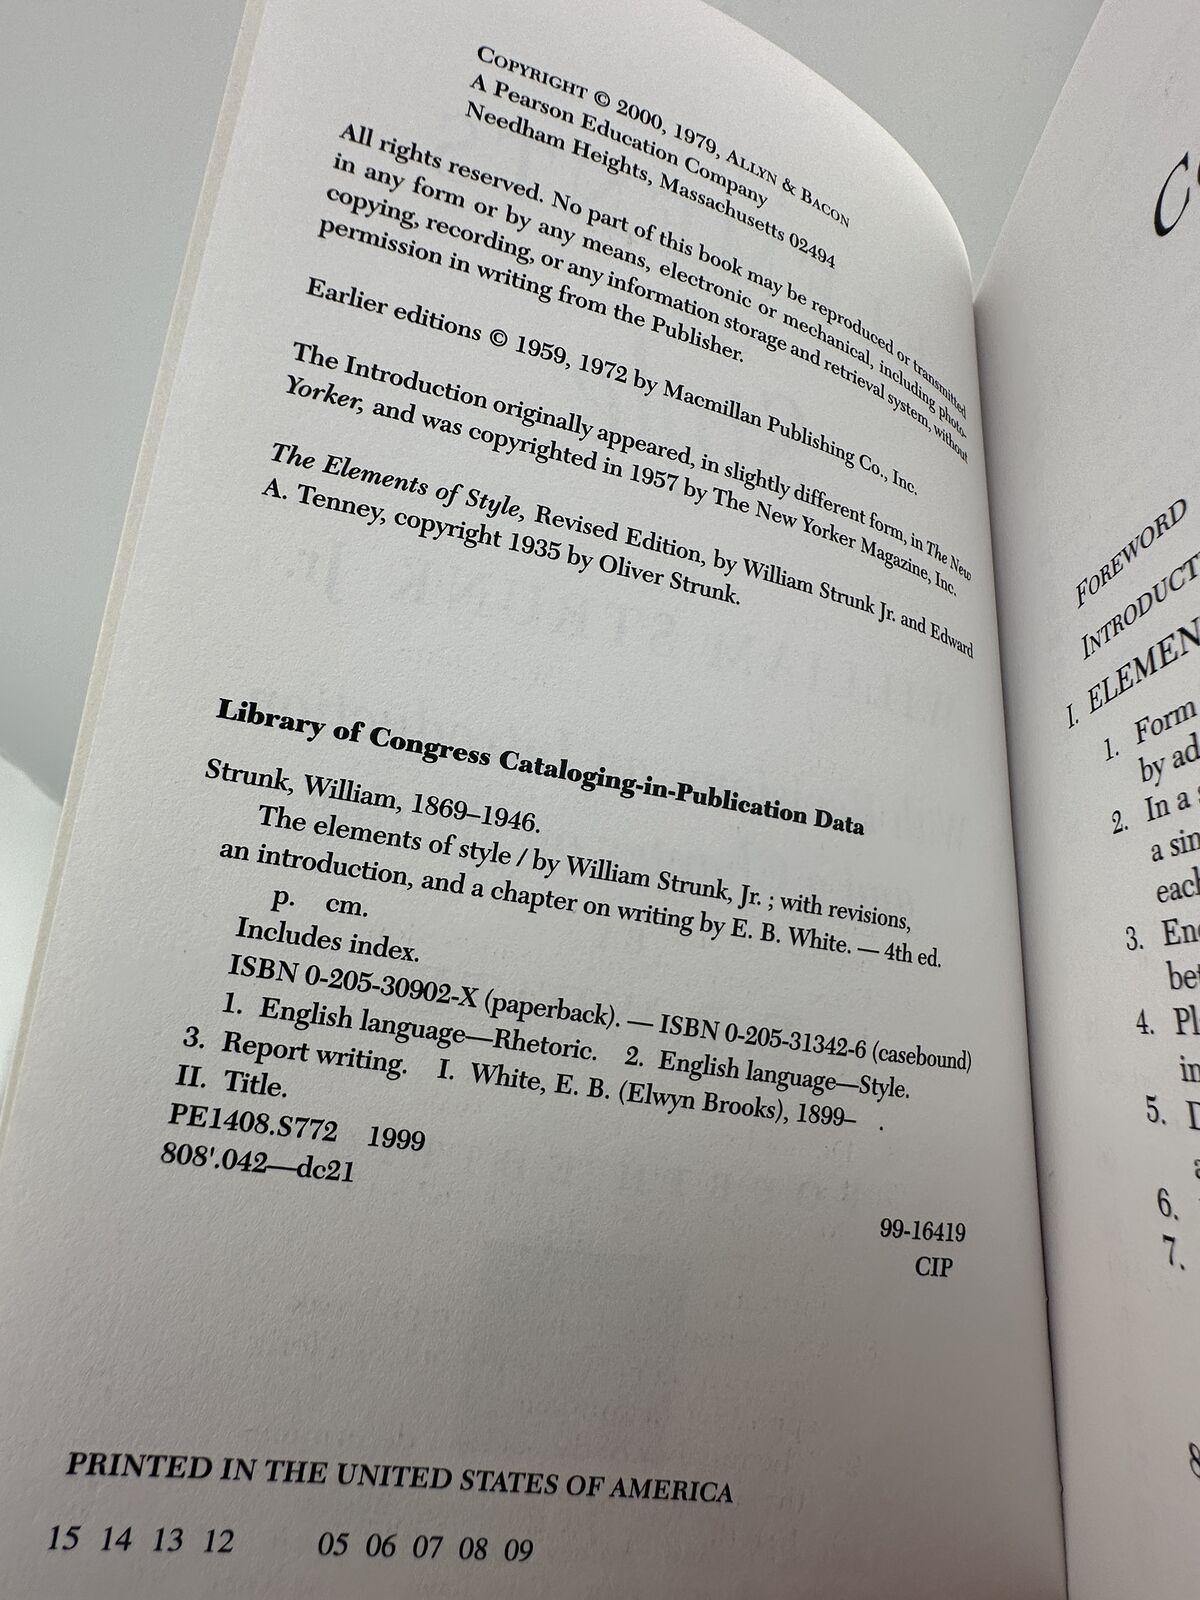 COPYRIGHT © 2000, 1979, ALLYN & BACON
A Pearson Education Company
Needham Heights, Massachusetts 02494
All rights reserved. No part of this book may be reproduced or transmitted
in any form or by any means, electronic or mechanical, including photo-
copying, recording, or any information storage and retrieval system, without
permission in writing from the Publisher.
Earlier editions © 1959, 1972 by Macmillan Publishing Co., Inc.
The Introduction originally appeared, in slightly different form, in The New
Yorker, and was copyrighted in 1957 by The New Yorker Magazine, Inc.
The Elements of Style, Revised Edition, by William Strunk Jr. and Edward
A. Tenney, copyright 1935 by Oliver Strunk.
Library of Congress Cataloging-in-Publication Data
Strunk, William, 1869–1946.
The elements of style / by William Strunk, Jr. ; with revisions,
an introduction, and a chapter on writing by E. B. White. — 4th ed.
p. cm.
Includes index.
ISBN 0-205-30902-X (paperback). — ISBN 0-205-31342-6 (casebound)
1. English language—Rhetoric. 2. English language—Style.
3. Report writing. I. White, E. B. (Elwyn Brooks), 1899– .
II. Title.
PE1408.S772 1999
808'.042—dc21
99-16419
CIP
PRINTED IN THE UNITED STATES OF AMERICA
15 14 13 12 05 06 07 08 09
FOREWORD
I.
1. Form
by
2. In a
a
3.
4.
5.
6.
7.